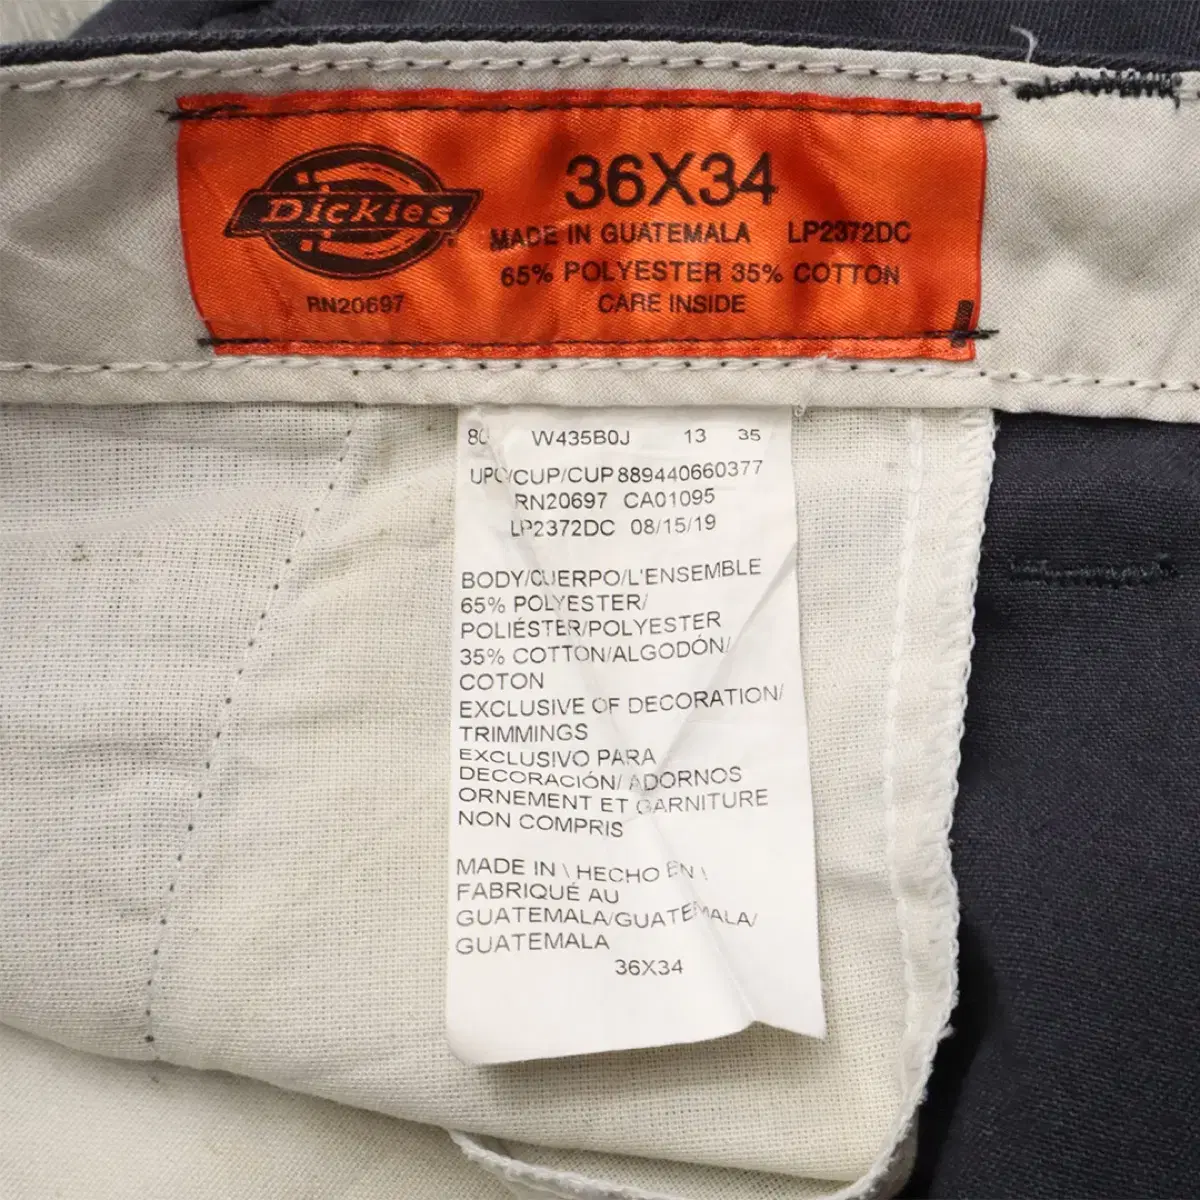 Dickies
RN20697
36X34
MADE IN GUATEMALA LP2372DC
65% POLYESTER 35% COTTON
CARE INSIDE
W435B0J 13 35
UPC/CUP/CUP889440660377
RN20697 CA01095
LP2372DC 08/15/19
BODY/CUERPO/L'ENSEMBLE
65% POLYESTER/
POLIÉSTER/POLYESTER
35% COTTON/ALGODÓN/
COTON
EXCLUSIVE OF DECORATION/
TRIMMINGS
EXCLUSIVO PARA
DECORACIÓN/ ADORNOS
ORNEMENT ET GARNITURE
NON COMPRIS
MADE IN \ HECHO EN \
FABRIQUÉ AU
GUATEMALA/GUATEMALA/
GUATEMALA
36X34